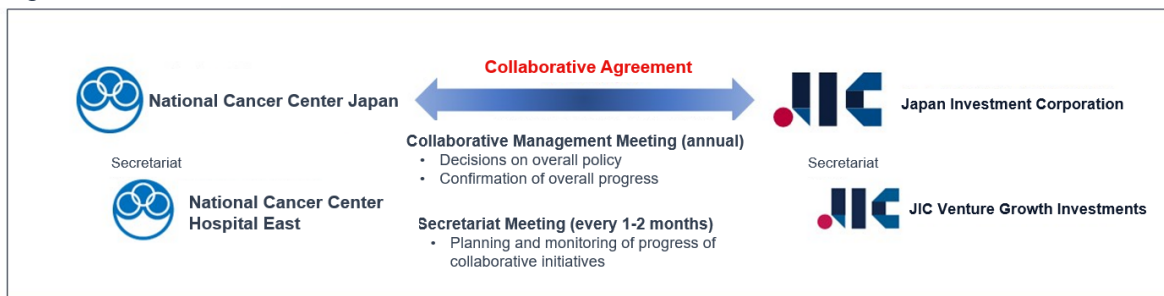 Collaborative Agreement
National Cancer Center Japan
JIC
Japan Investment Corporation
Collaborative Management Meeting (annual)
• Decisions on overall policy
• Confirmation of overall progress
Secretariat
National Cancer Center
Hospital East
Secretariat Meeting (every 1-2 months)
• Planning and monitoring of progress of
collaborative initiatives
Secretariat
JIC
JIC Venture Growth Investments